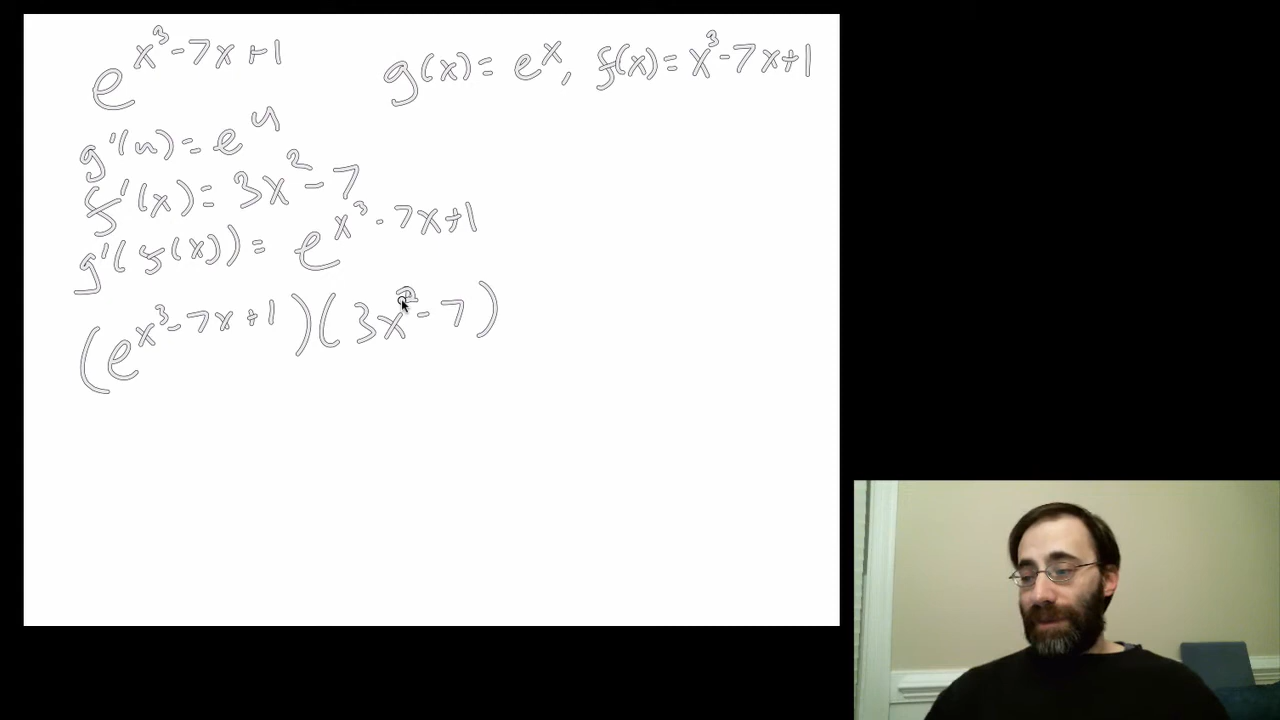 e^{x^3-7x+1}    g(x)=e^x, f(x)=x^3-7x+1
g'(u)=e^u
f'(x)=3x^2-7
g'(f(x))=e^{x^3-7x+1}
(e^{x^3-7x+1})(3x^2-7)